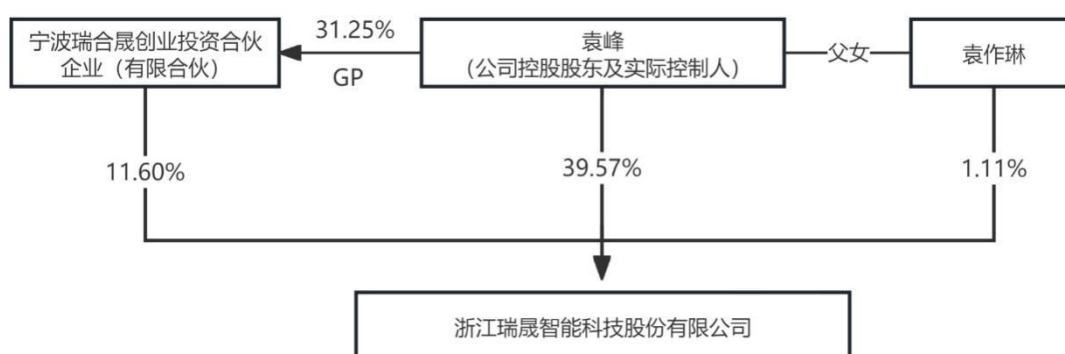 宁波瑞合晟创业投资合伙
企业（有限合伙）
31.25%
GP
袁峰
（公司控股股东及实际控制人）
父女
袁作琳
11.60%
39.57%
1.11%
浙江瑞晟智能科技股份有限公司